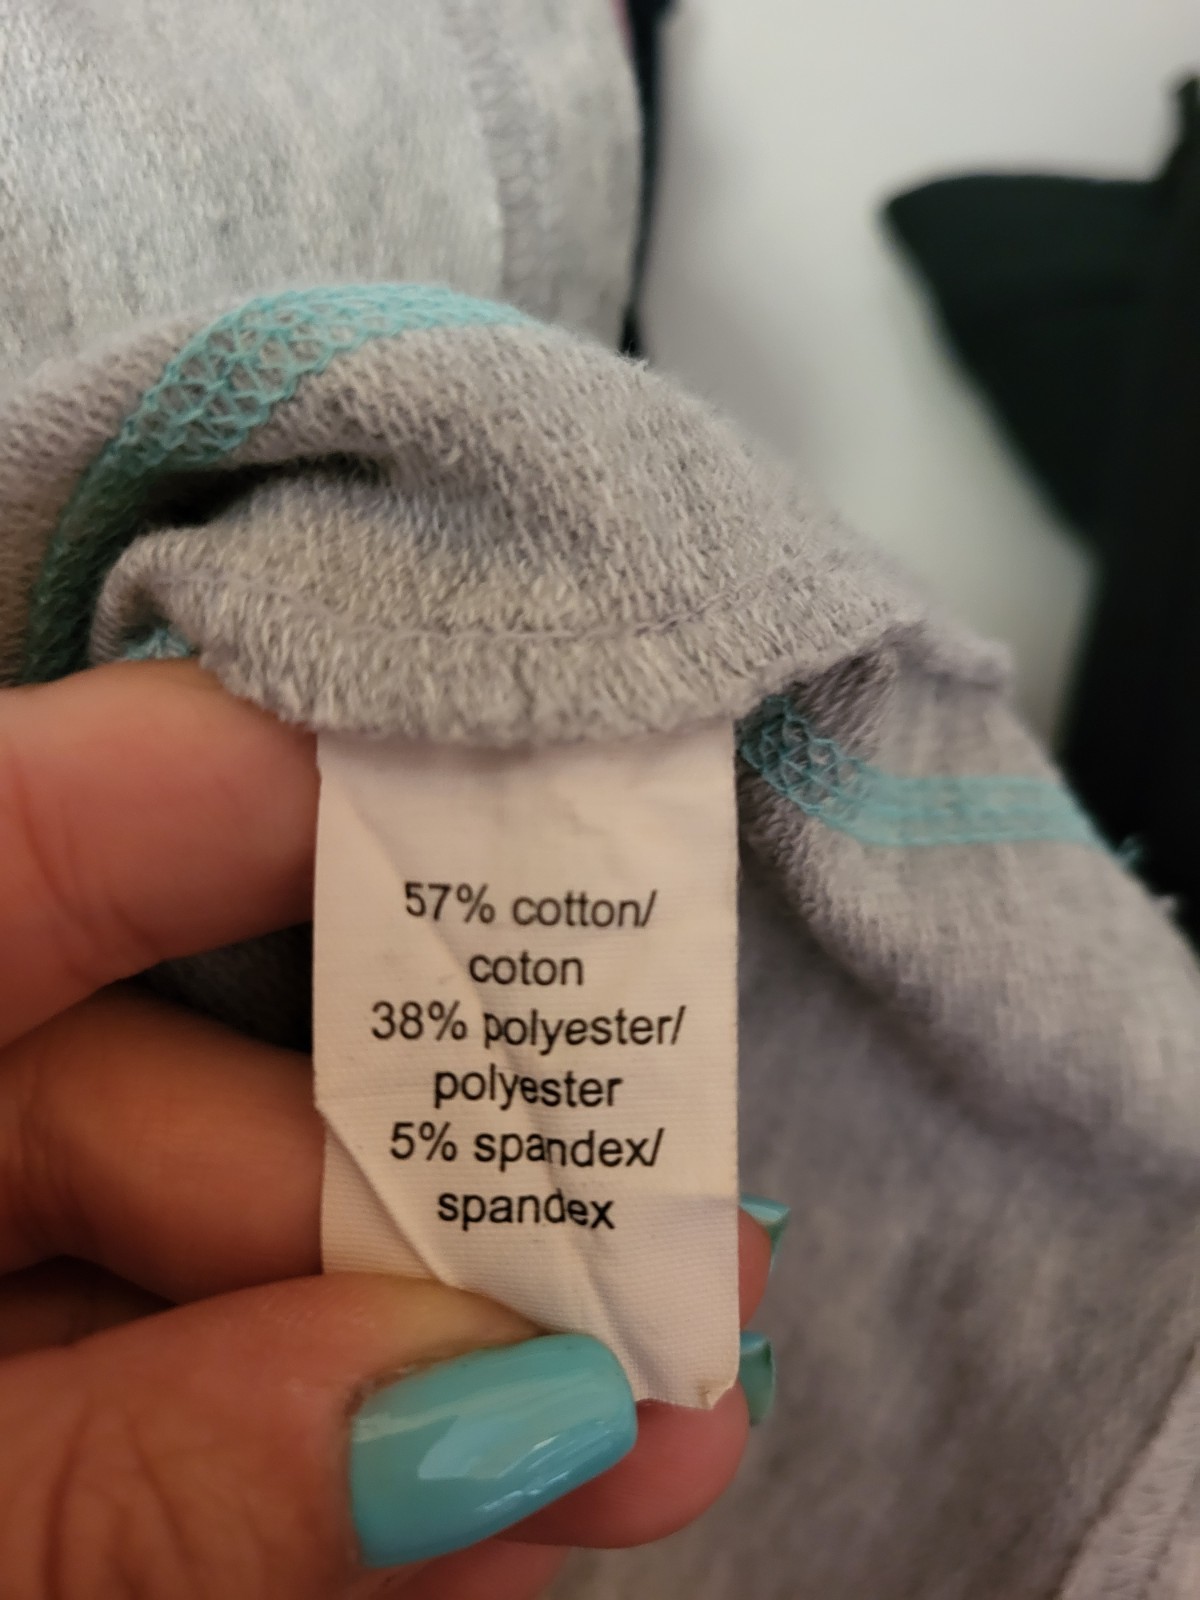 57% cotton/
coton
38% polyester/
polyester
5% spandex/
spandex